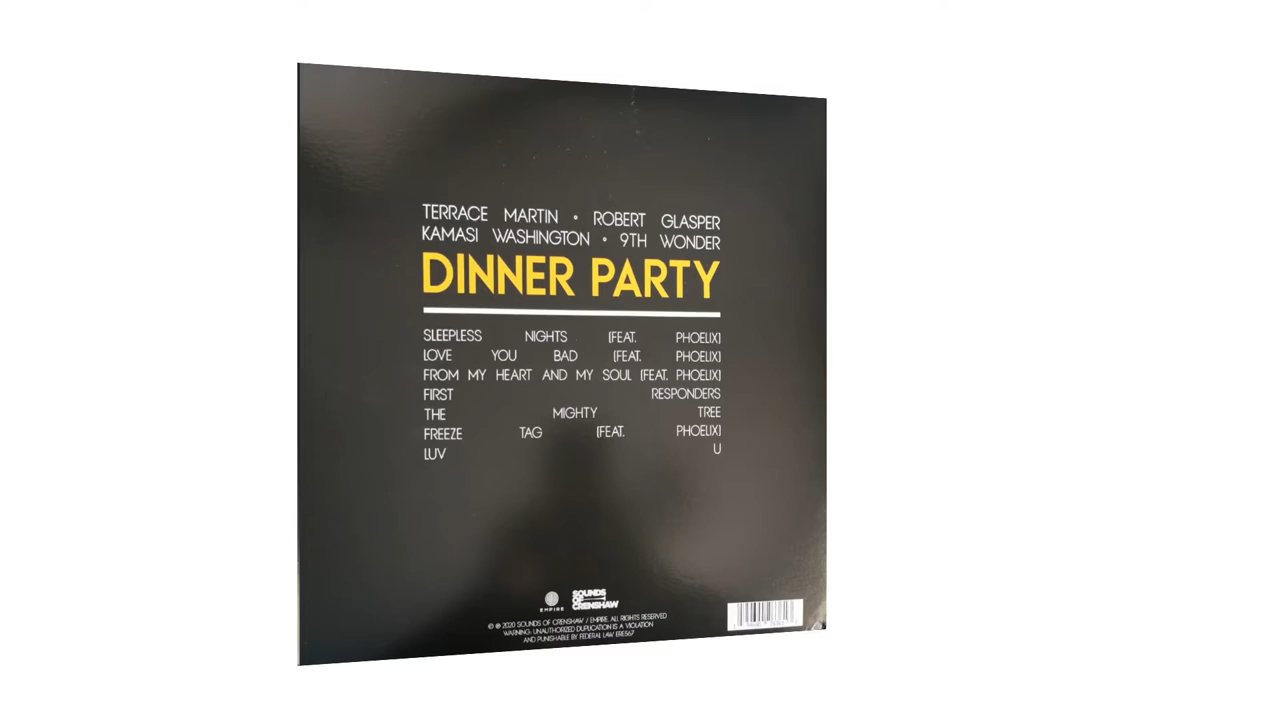 TERRACE MARTIN • ROBERT GLASPER
KAMASI WASHINGTON • 9TH WONDER
DINNER PARTY
SLEEPLESS NIGHTS (FEAT. PHOELIX)
LOVE YOU BAD (FEAT. PHOELIX)
FROM MY HEART AND MY SOUL (FEAT. PHOELIX)
FIRST RESPONDERS
THE MIGHTY TREE
FREEZE TAG (FEAT. PHOELIX)
LUV U
EMPIRE
SOUNDS
OF
CRENSHAW
© ℗ 2020 SOUNDS OF CRENSHAW / EMPIRE. ALL RIGHTS RESERVED
WARNING: UNAUTHORIZED DUPLICATION IS A VIOLATION
AND PUNISHABLE BY FEDERAL LAW ERE567